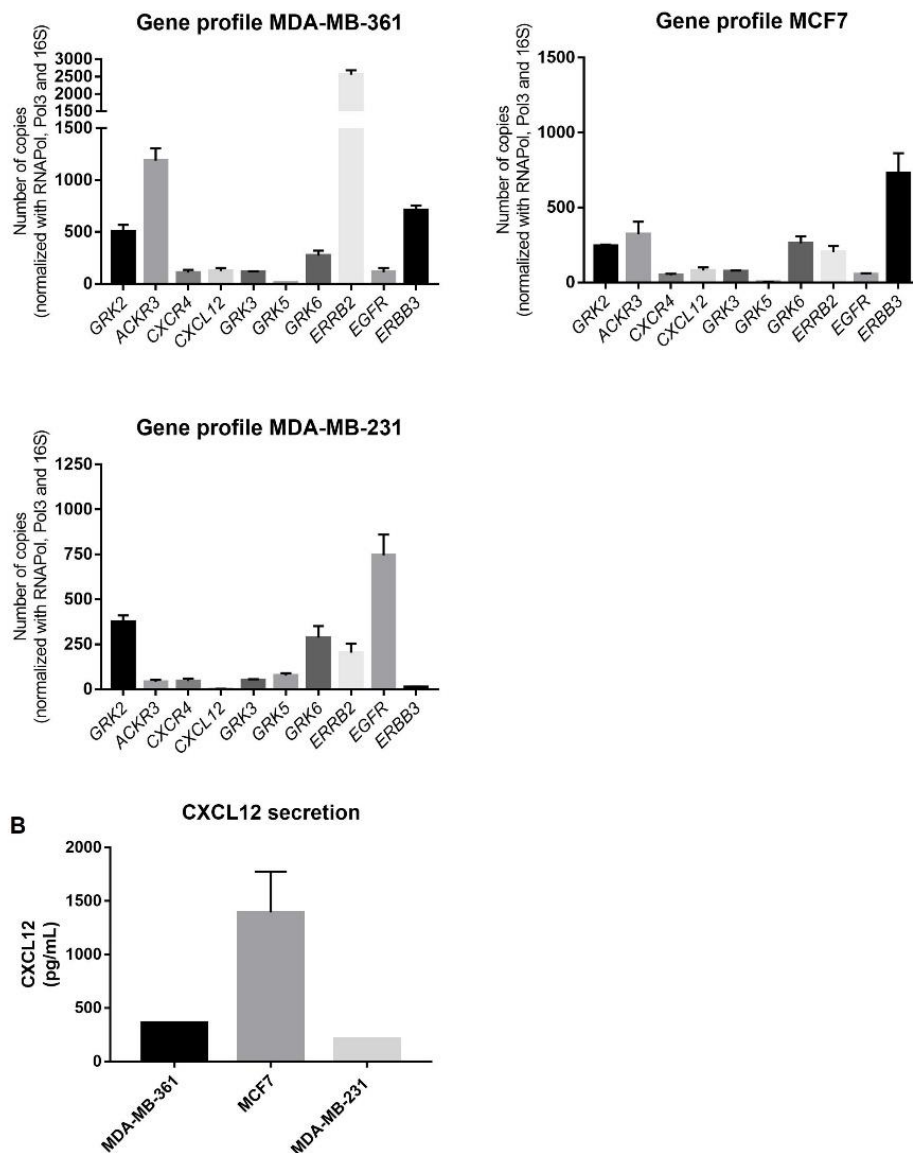 Gene profile MDA-MB-361
Number of copies
(normalized with RNAPol, Pol3 and 16S)
3000
2500
2000
1500
1500
1000
500
0
GRK2
ACKR3
CXCR4
CXCL12
GRK3
GRK5
GRK6
ERRB2
EGFR
ERBB3
Gene profile MCF7
Number of copies
(normalized with RNAPol, Pol3 and 16S)
1500
1000
500
0
GRK2
ACKR3
CXCR4
CXCL12
GRK3
GRK5
GRK6
ERRB2
EGFR
ERBB3
Gene profile MDA-MB-231
Number of copies
(normalized with RNAPol, Pol3 and 16S)
1250
1000
750
500
250
0
GRK2
ACKR3
CXCR4
CXCL12
GRK3
GRK5
GRK6
ERRB2
EGFR
ERBB3
B
CXCL12 secretion
CXCL12
(pg/mL)
2000
1500
1000
500
0
MDA-MB-361
MCF7
MDA-MB-231